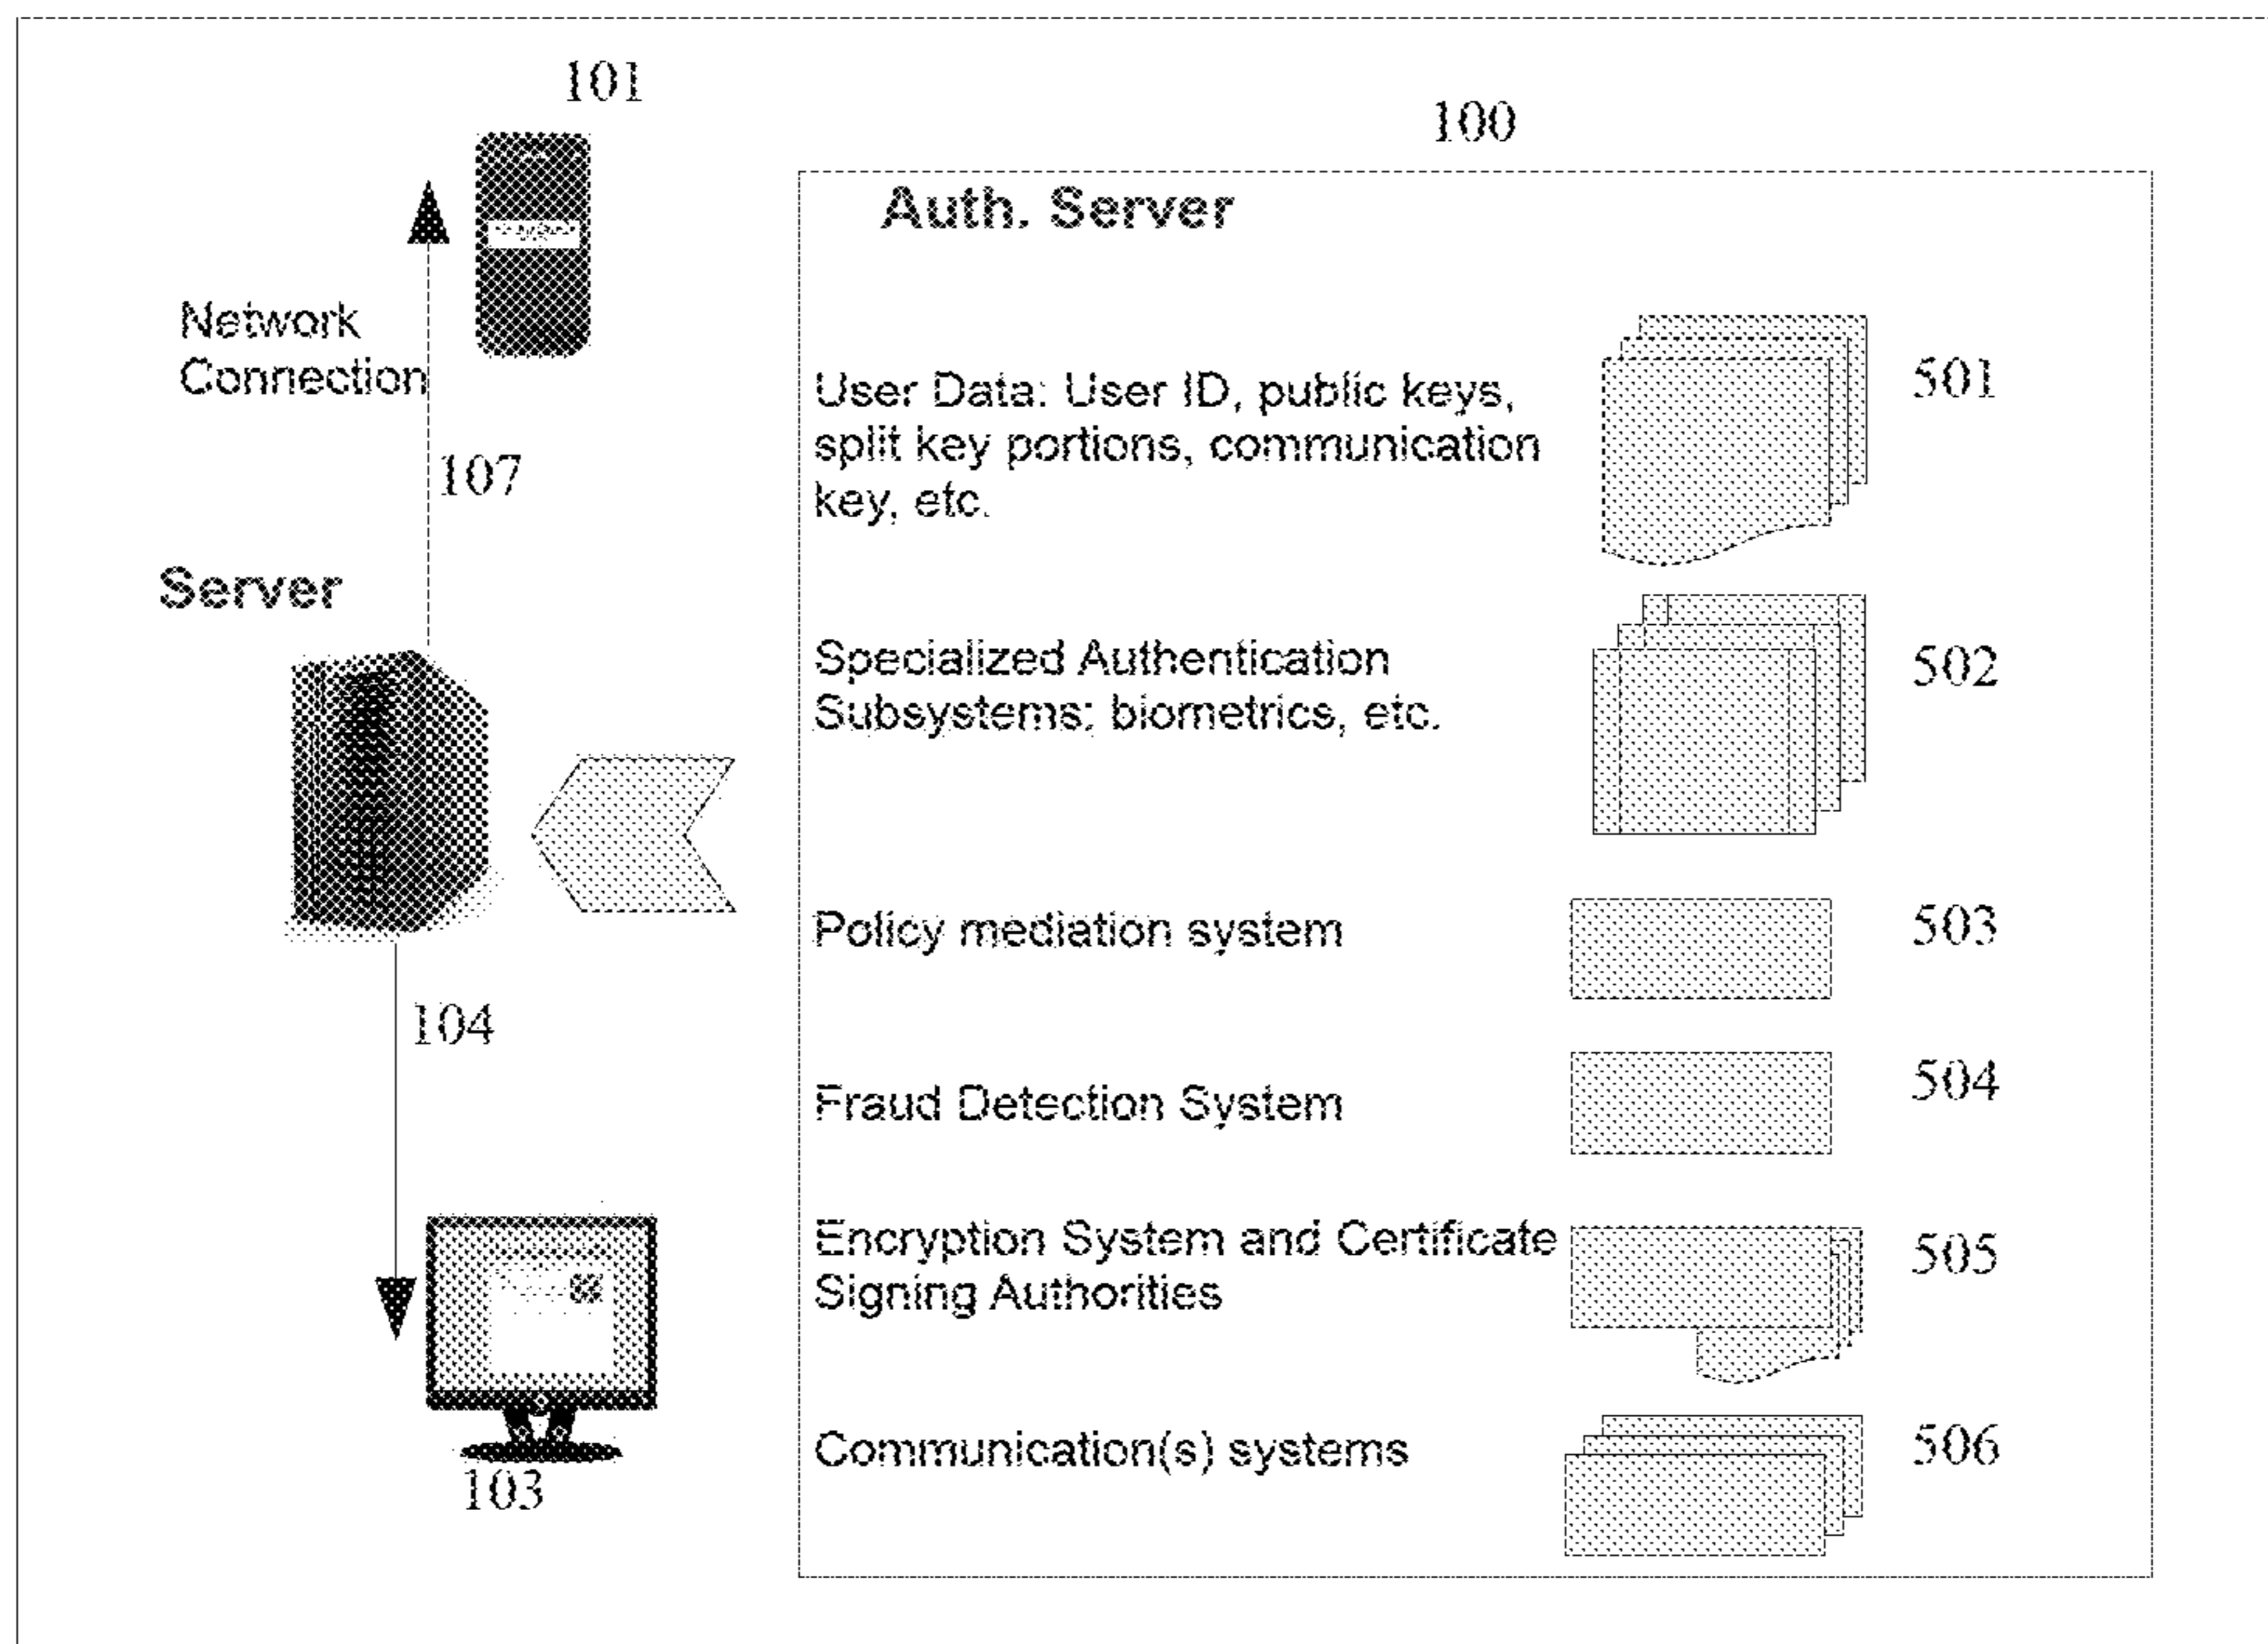 101
100
Auth. Server
Network
Connection
107
User Data: User ID, public keys,
split key portions, communication
key, etc.
501
Server
Specialized Authentication
Subsystems: biometrics, etc.
502
Policy mediation system
503
104
Fraud Detection System
504
Encryption System and Certificate
Signing Authorities
505
Communication(s) systems
506
103